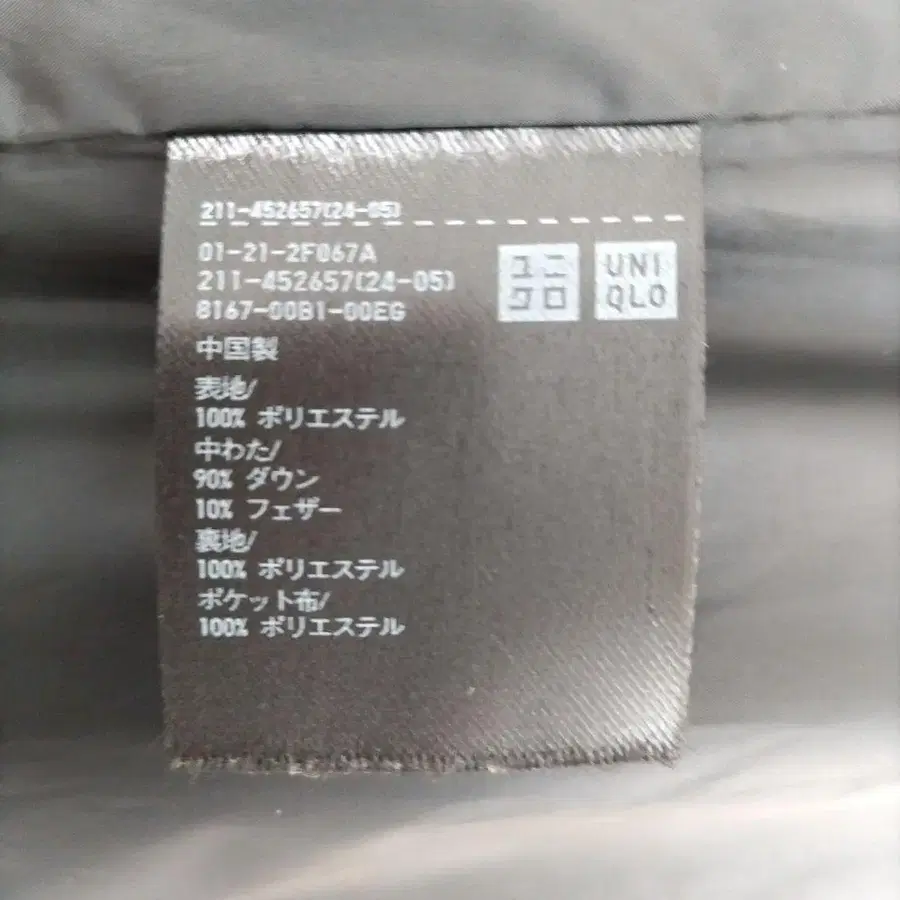 211-452657(24-05)
01-21-2F067A
211-452657(24-05)
8167-00B1-00EG
ユニ
クロ
UNI
QLO
中国製
表地/
100% ポリエステル
中わた/
90% ダウン
10% フェザー
裏地/
100% ポリエステル
ポケット布/
100% ポリエステル